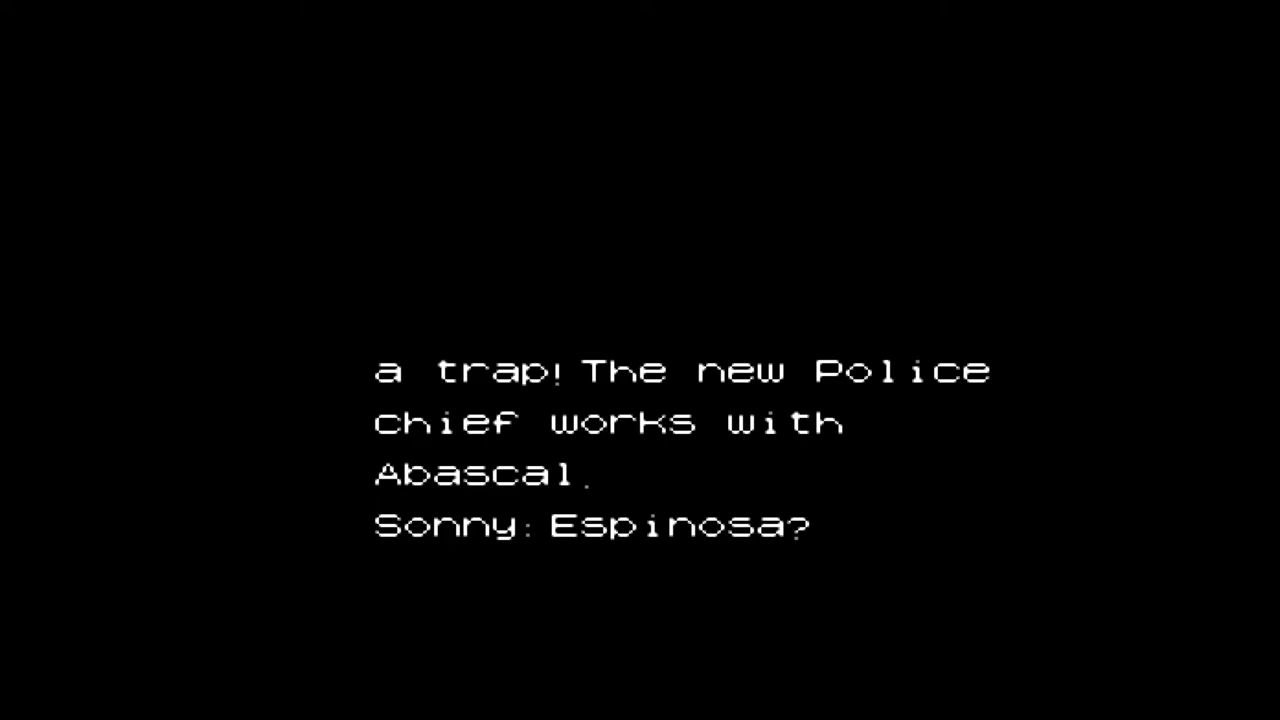 a trap! The new Police
chief works with
Abascal.
Sonny: Espinosa?